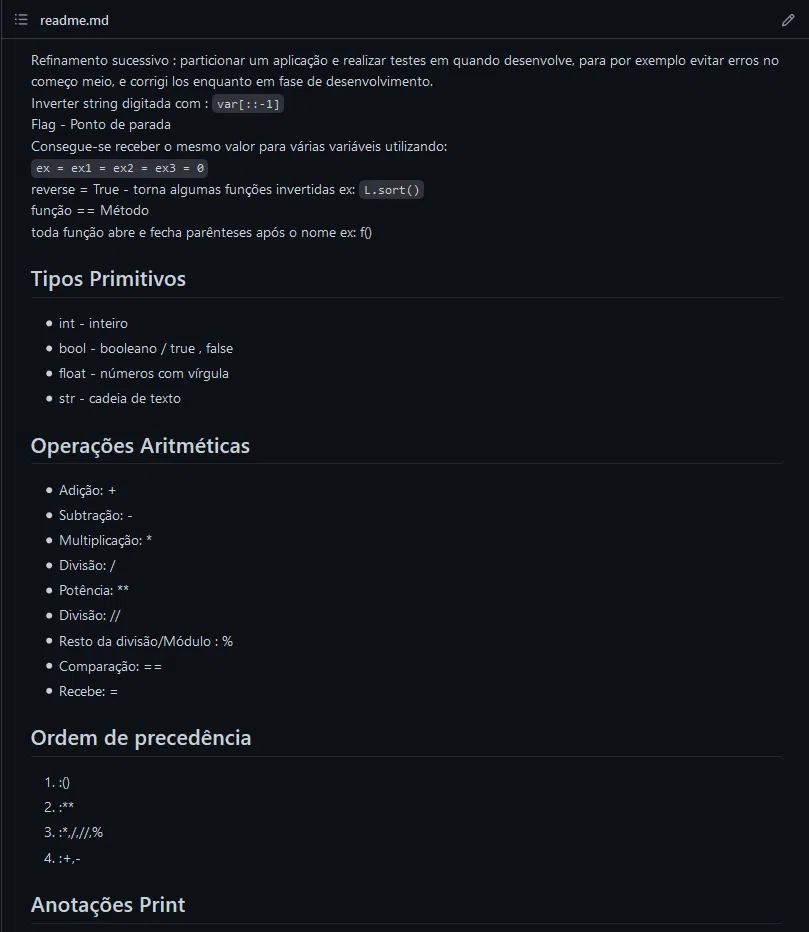 readme.md
Refinamento sucessivo : particionar um aplicação e realizar testes em quando desenvolve, para por exemplo evitar erros no
começo meio, e corrigi los enquanto em fase de desenvolvimento.
Inverter string digitada com : var[::-1]
Flag - Ponto de parada
Consegue-se receber o mesmo valor para várias variáveis utilizando:
ex = ex1 = ex2 = ex3 = 0
reverse = True - torna algumas funções invertidas ex: L.sort()
função == Método
toda função abre e fecha parênteses após o nome ex: f()
Tipos Primitivos
• int - inteiro
• bool - booleano / true , false
• float - números com vírgula
• str - cadeia de texto
Operações Aritméticas
• Adição: +
• Subtração: -
• Multiplicação: *
• Divisão: /
• Potência: **
• Divisão: //
• Resto da divisão/Módulo : %
• Comparação: ==
• Recebe: =
Ordem de precedência
1. :()
2. :**
3. :*,/,//,%
4. :+,-
Anotações Print